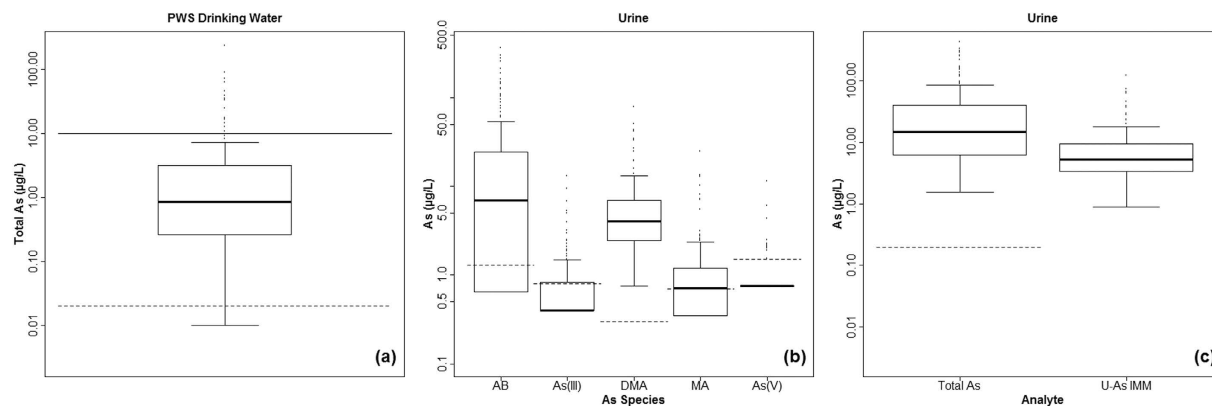 PWS Drinking Water
Total As (µg/L)
100.00
10.00
1.00
0.10
0.01
(a)
Urine
As (µg/L)
500.0
50.0
5.0
1.0
0.5
0.1
AB As(III) DMA MA As(V)
As Species
(b)
Urine
As (µg/L)
100.00
10.00
1.00
0.10
0.01
Total As U-As IMM
Analyte
(c)